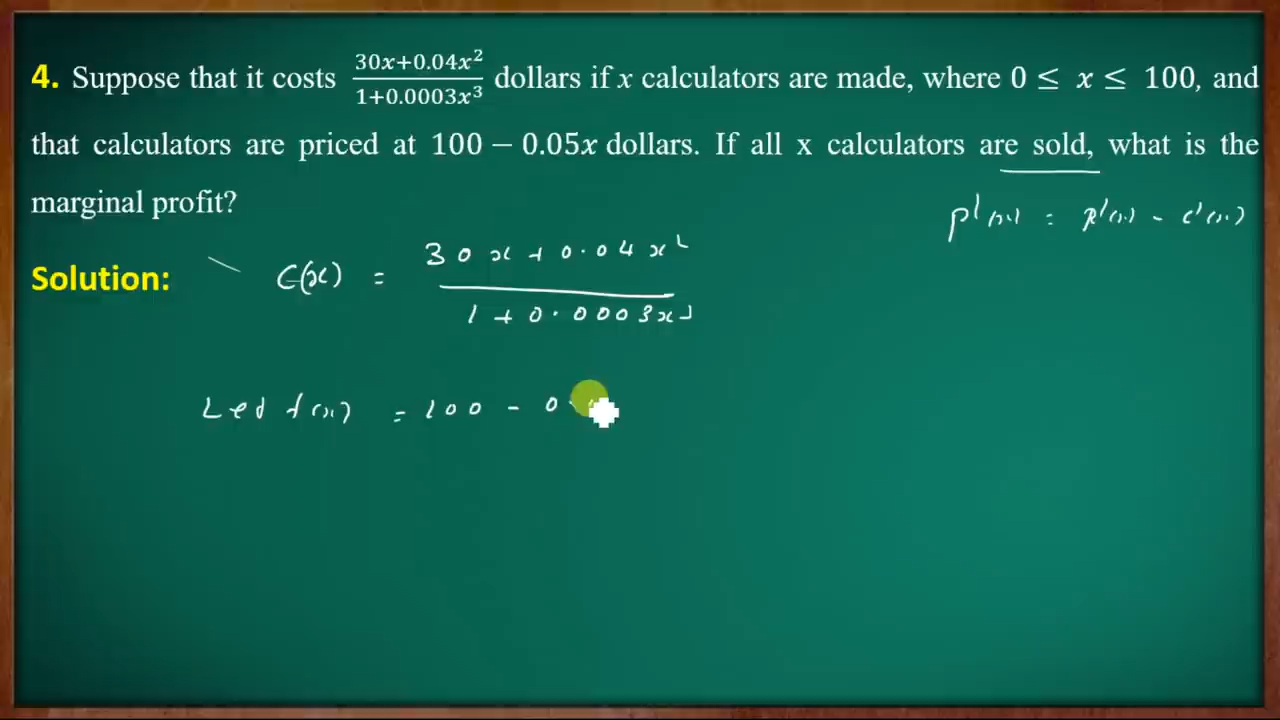 4. Suppose that it costs (30x+0.04x²)/(1+0.0003x³) dollars if x calculators are made, where 0 ≤ x ≤ 100, and
that calculators are priced at 100 − 0.05x dollars. If all x calculators are sold, what is the
marginal profit?
P'(x) = R'(x) - C'(x)
Solution:
C(x) = (30x + 0.04x²)/(1 + 0.0003x³)
Let f(x) = 100 - 0.